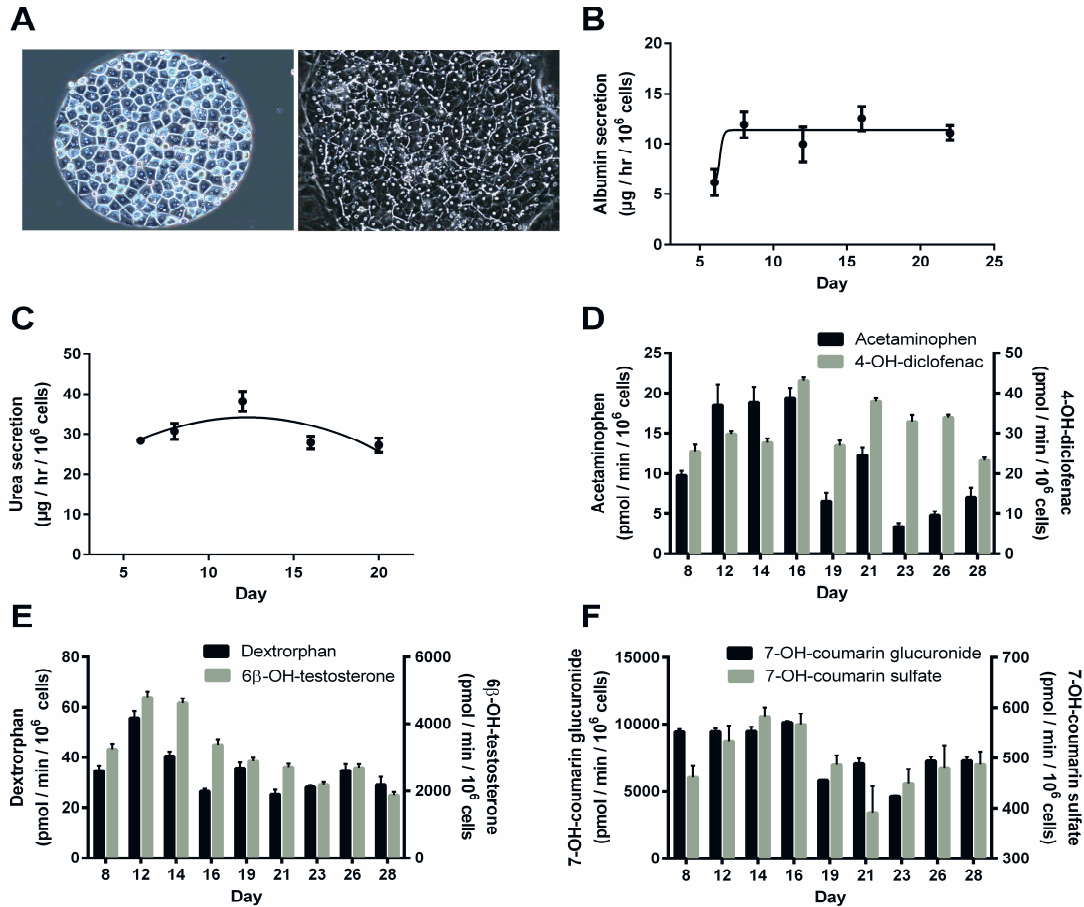 A
B
Albumin secretion
(µg / hr / 10⁶ cells)
20
15
10
5
0
5
10
15
20
25
Day
C
Urea secretion
(µg / hr / 10⁶ cells)
50
40
30
20
10
0
5
10
15
20
Day
D
Acetaminophen
4-OH-diclofenac
Acetaminophen
(pmol / min / 10⁶ cells)
25
20
15
10
5
0
50
40
30
20
10
0
4-OH-diclofenac
(pmol / min / 10⁶ cells)
8 12 14 16 19 21 23 26 28
Day
E
Dextrorphan
6β-OH-testosterone
Dextrorphan
(pmol / min / 10⁶ cells)
80
60
40
20
0
6000
4000
2000
0
6β-OH-testosterone
(pmol / min / 10⁶ cells
8 12 14 16 19 21 23 26 28
Day
F
7-OH-coumarin glucuronide
7-OH-coumarin sulfate
7-OH-coumarin glucuronide
(pmol / min / 10⁶ cells)
15000
10000
5000
0
700
600
500
400
300
7-OH-coumarin sulfate
(pmol / min / 10⁶ cells)
8 12 14 16 19 21 23 26 28
Day